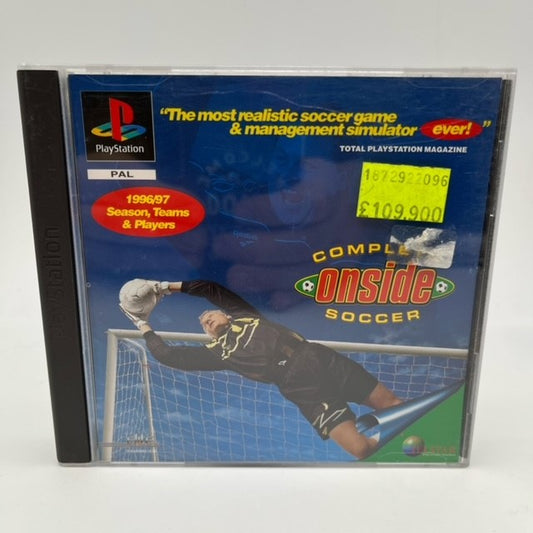 PlayStation
PAL
"The most realistic soccer game
& management simulator ever!"
TOTAL PLAYSTATION MAGAZINE
1872922096
£109,900
1996/97
Season, Teams
& Players
COMPLE
onside
SOCCER
PlayStation